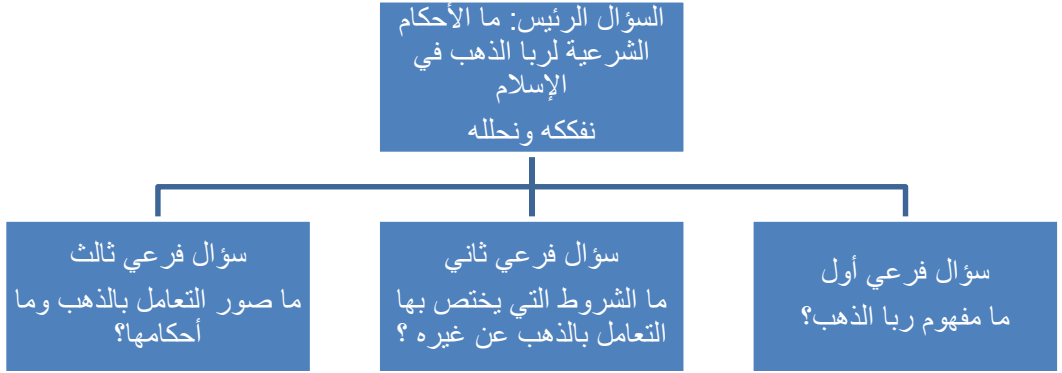 السؤال الرئيس: ما الأحكام
الشرعية لربا الذهب في
الإسلام
نفككه ونحلله
سؤال فرعي أول
ما مفهوم ربا الذهب؟
سؤال فرعي ثاني
ما الشروط التي يختص بها
التعامل بالذهب عن غيره ؟
سؤال فرعي ثالث
ما صور التعامل بالذهب وما
أحكامها؟